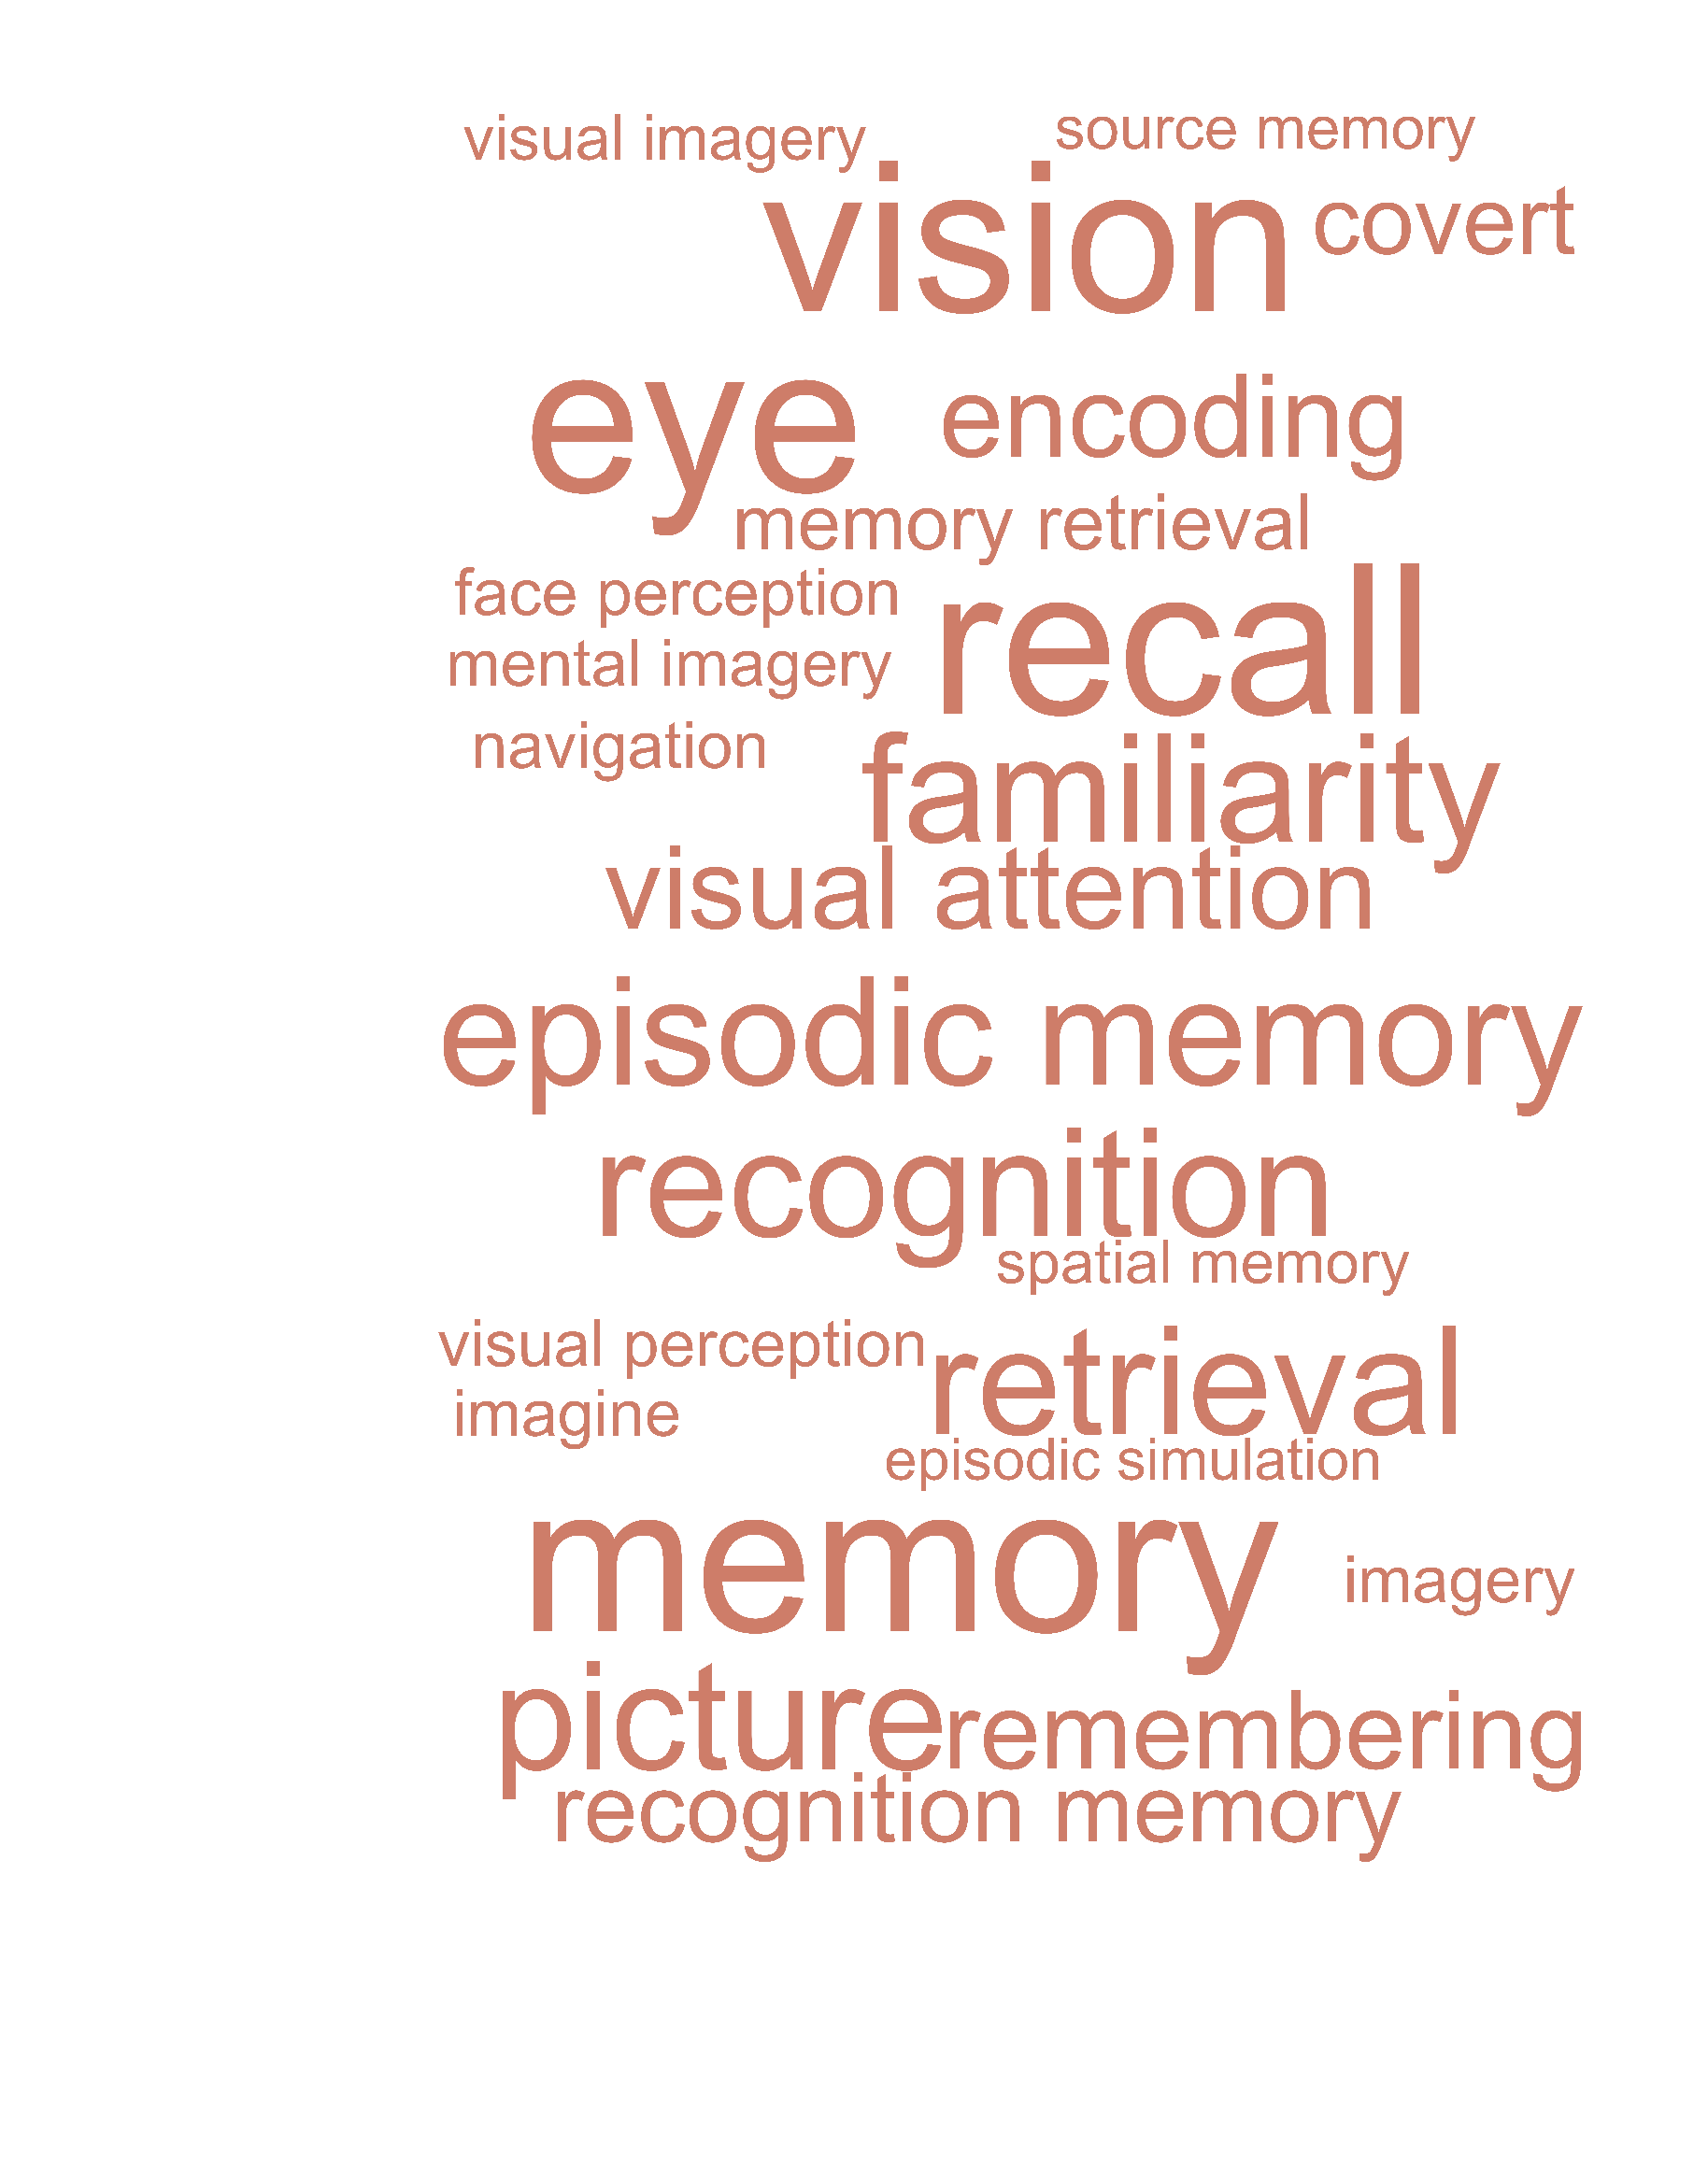 visual imagery
source memory
vision
covert
eye
encoding
memory retrieval
face perception
recall
mental imagery
navigation
familiarity
visual attention
episodic memory
recognition
spatial memory
visual perception
retrieval
imagine
episodic simulation
memory
imagery
picture
remembering
recognition memory